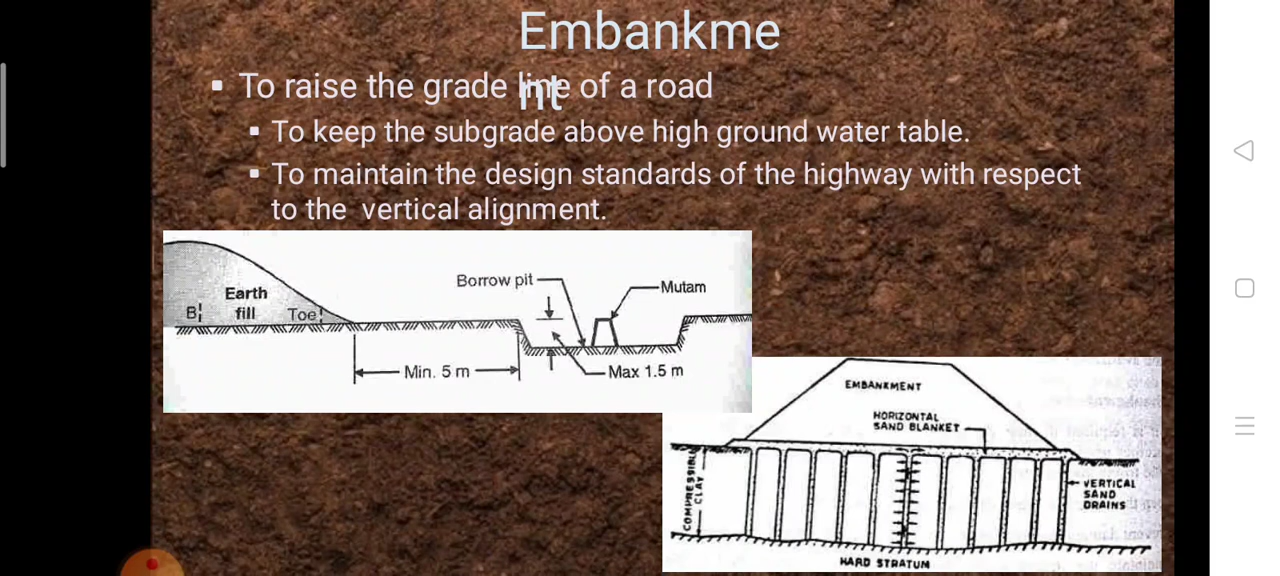 Embankme
nt
▪ To raise the grade line of a road
▪ To keep the subgrade above high ground water table.
▪ To maintain the design standards of the highway with respect
to the vertical alignment.
Borrow pit
Mutam
Earth
fill
B
Toe
Min. 5 m
Max 1.5 m
EMBANKMENT
HORIZONTAL
SAND BLANKET
COMPRESSIBLE
CLAY
VERTICAL
SAND
DRAINS
HARD STRATUM